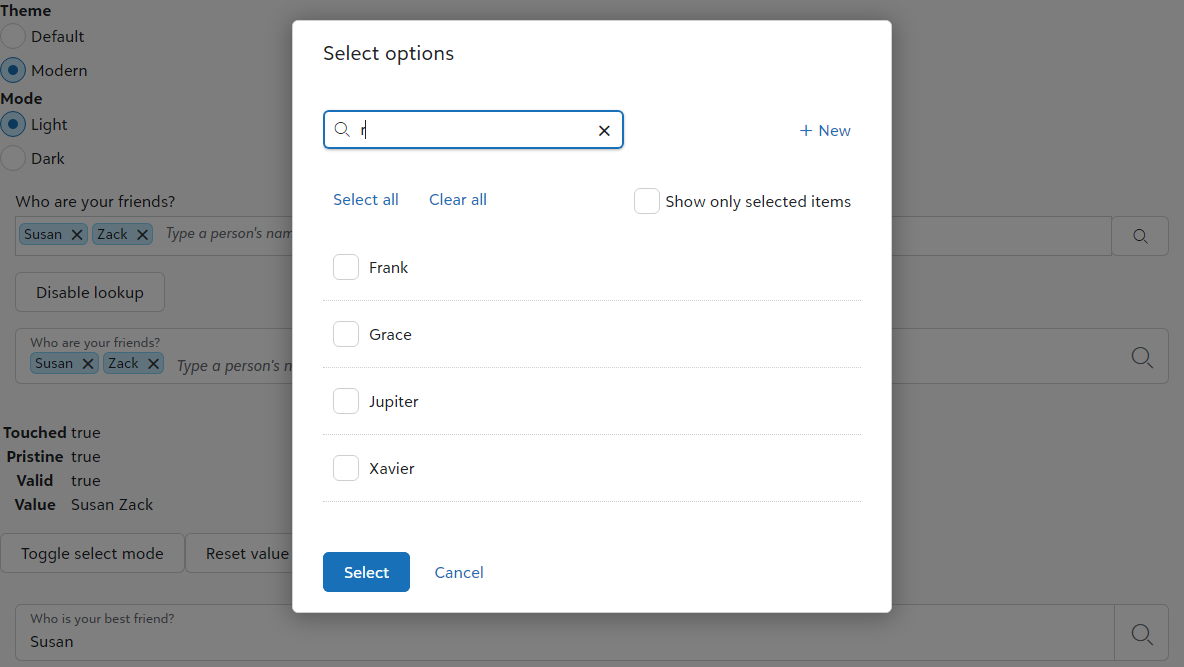 Theme
Default
Modern
Mode
Light
Dark
Who are your friends?
Susan Zack Type a person's nam
Disable lookup
Who are your friends?
Susan Zack Type a person's n
Touched true
Pristine true
Valid true
Value Susan Zack
Toggle select mode Reset value
Who is your best friend?
Susan
Select options
r
+ New
Select all Clear all Show only selected items
Frank
Grace
Jupiter
Xavier
Select Cancel